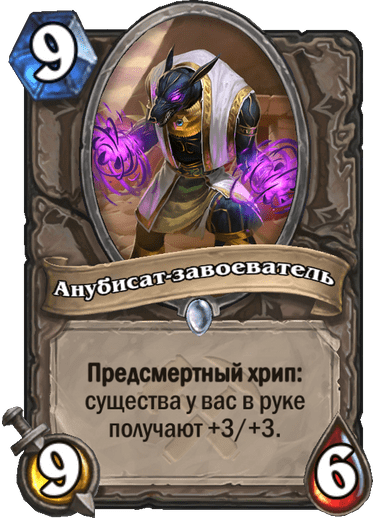 9
Анубисат-завоеватель
Предсмертный хрип:
существа у вас в руке
получают +3/+3.
9
6